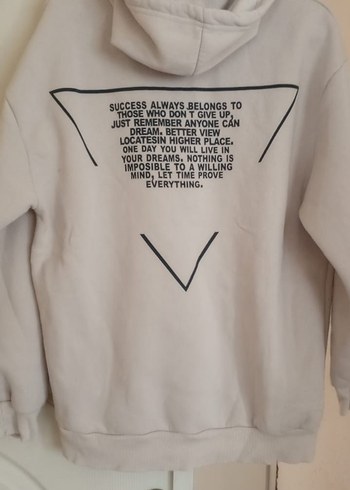 SUCCESS ALWAYS BELONGS TO
THOSE WHO DON T GIVE UP,
JUST REMEMBER ANYONE CAN
DREAM. BETTER VIEW
LOCATESIN HIGHER PLACE.
ONE DAY YOU WILL LIVE IN
YOUR DREAMS. NOTHING IS
IMPOSIBLE TO A WILLING
MIND, LET TIME PROVE
EVERYTHING.